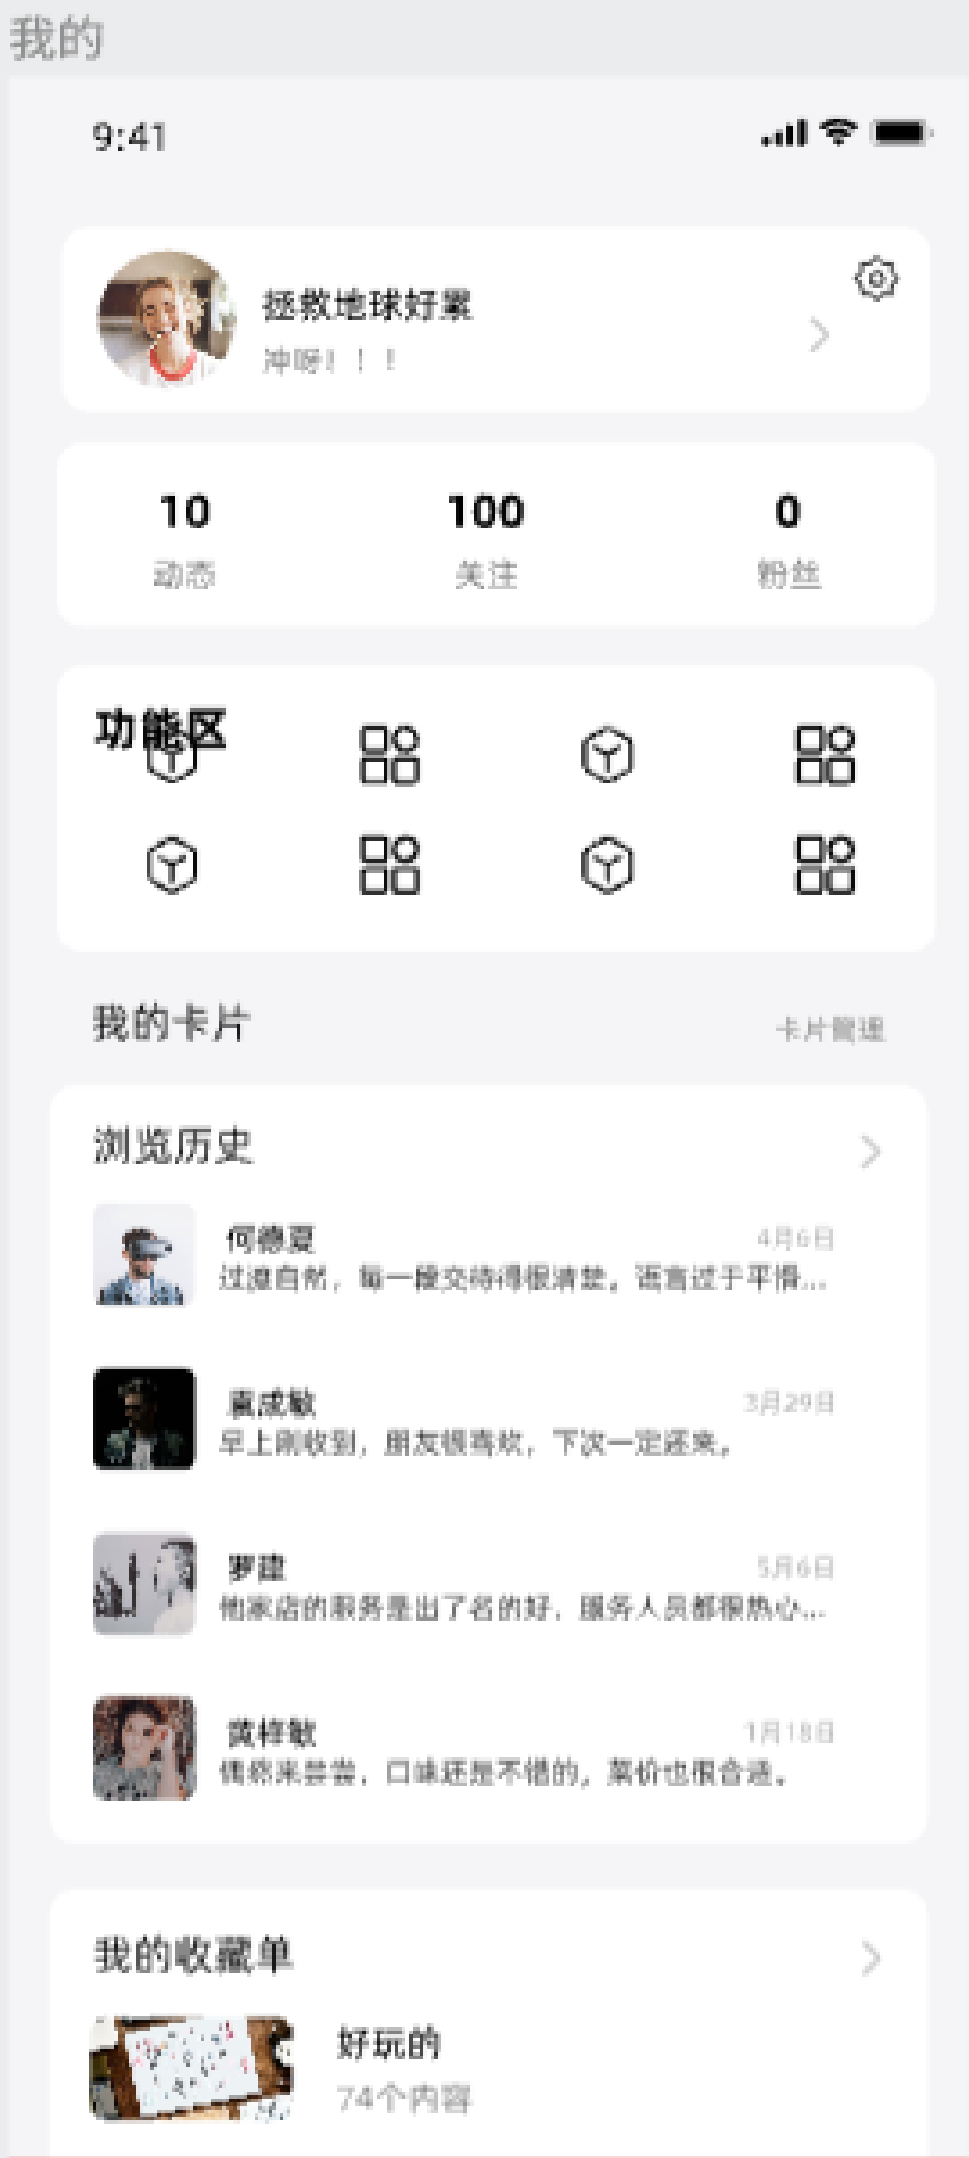 我的
9:41
拯救地球好累
冲呀！！！
10
100
0
动态
关注
粉丝
功能区
我的卡片
卡片管理
浏览历史
何德夏
4月6日
过渡自然，每一段交待得很清楚。语言过于平滑...
袁成敏
3月29日
早上刚收到，朋友很喜欢，下次一定还来。
罗建
5月6日
他家店的服务是出了名的好，服务人员都很热心...
黄梓敏
1月18日
偶然来尝尝，口味还是不错的，菜价也很合适。
我的收藏单
好玩的
74个内容